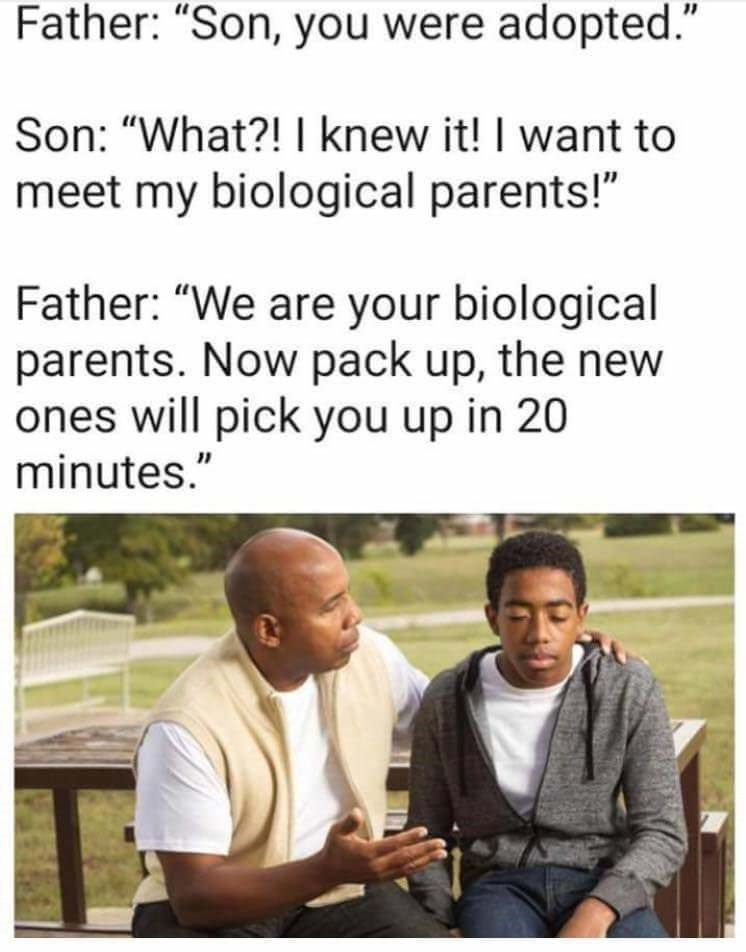 Father: “Son, you were adopted.”
Son: “What?! I knew it! I want to
meet my biological parents!”
Father: “We are your biological
parents. Now pack up, the new
ones will pick you up in 20
minutes.”